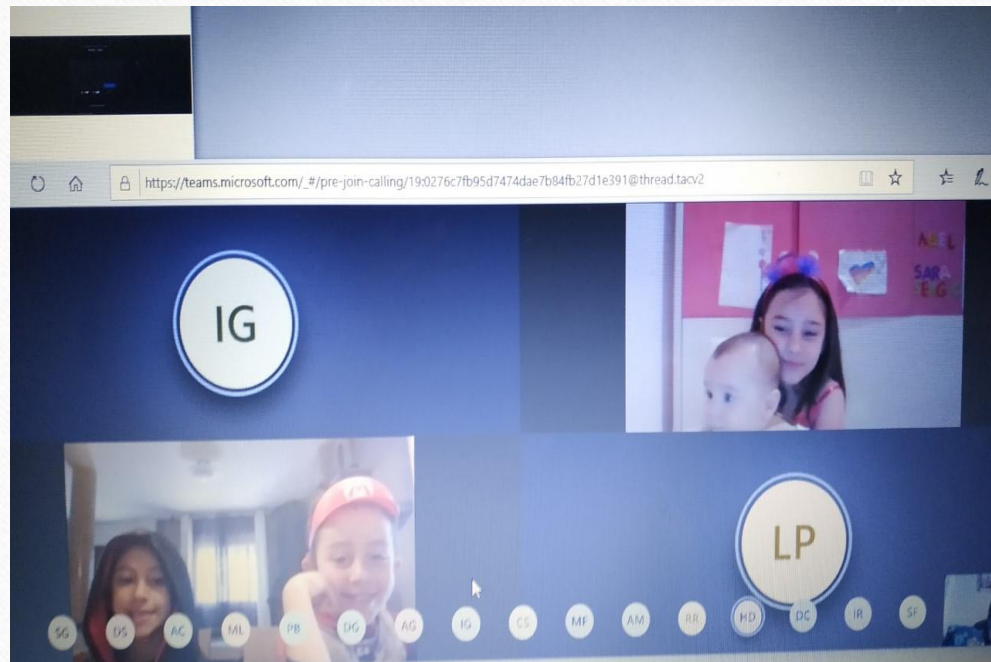 https://teams.microsoft.com/_#/pre-join-calling/19:0276c7fb95d7474dae7b84fb27d1e391@thread.tacv2
IG
SARA
LP
M
SG DS AC ML PB DG AG IG CS MF AM RR HD DC IR SF